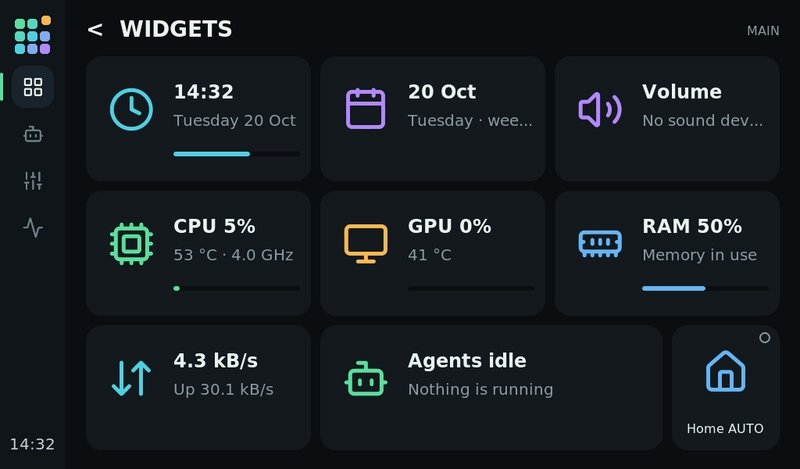 < WIDGETS
MAIN
14:32
Tuesday 20 Oct
20 Oct
Tuesday · wee...
Volume
No sound dev...
CPU 5%
53 °C · 4.0 GHz
GPU 0%
41 °C
RAM 50%
Memory in use
4.3 kB/s
Up 30.1 kB/s
Agents idle
Nothing is running
Home AUTO
14:32